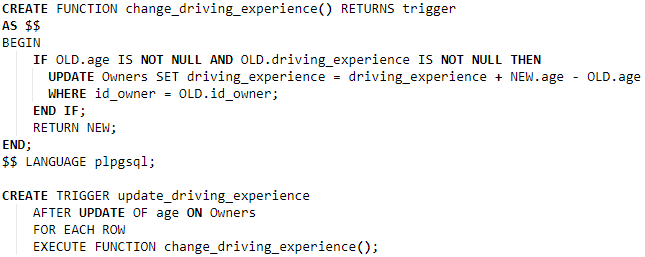 CREATE FUNCTION change_driving_experience() RETURNS trigger
AS $$
BEGIN
    IF OLD.age IS NOT NULL AND OLD.driving_experience IS NOT NULL THEN
      UPDATE Owners SET driving_experience = driving_experience + NEW.age - OLD.age
      WHERE id_owner = OLD.id_owner;
    END IF;
    RETURN NEW;
END;
$$ LANGUAGE plpgsql;

CREATE TRIGGER update_driving_experience
    AFTER UPDATE OF age ON Owners
    FOR EACH ROW
    EXECUTE FUNCTION change_driving_experience();